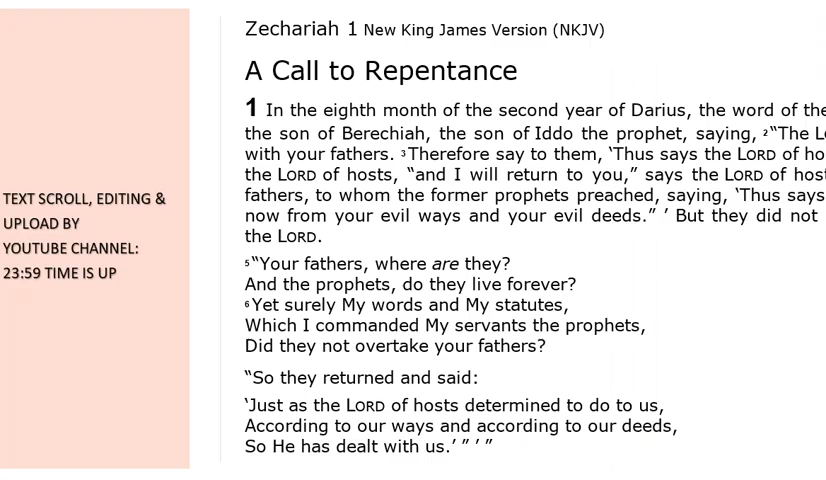 TEXT SCROLL, EDITING &
UPLOAD BY
YOUTUBE CHANNEL:
23:59 TIME IS UP
Zechariah 1 New King James Version (NKJV)
A Call to Repentance
1 In the eighth month of the second year of Darius, the word of the
the son of Berechiah, the son of Iddo the prophet, saying, 2 “The
with your fathers. 3 Therefore say to them, ‘Thus says the LORD of
the LORD of hosts, “and I will return to you,” says the LORD of
fathers, to whom the former prophets preached, saying, ‘Thus says
now from your evil ways and your evil deeds.” ’ But they did not
the LORD.
5 “Your fathers, where are they?
And the prophets, do they live forever?
6 Yet surely My words and My statutes,
Which I commanded My servants the prophets,
Did they not overtake your fathers?
“So they returned and said:
‘Just as the LORD of hosts determined to do to us,
According to our ways and according to our deeds,
So He has dealt with us.’ ” ’ ”